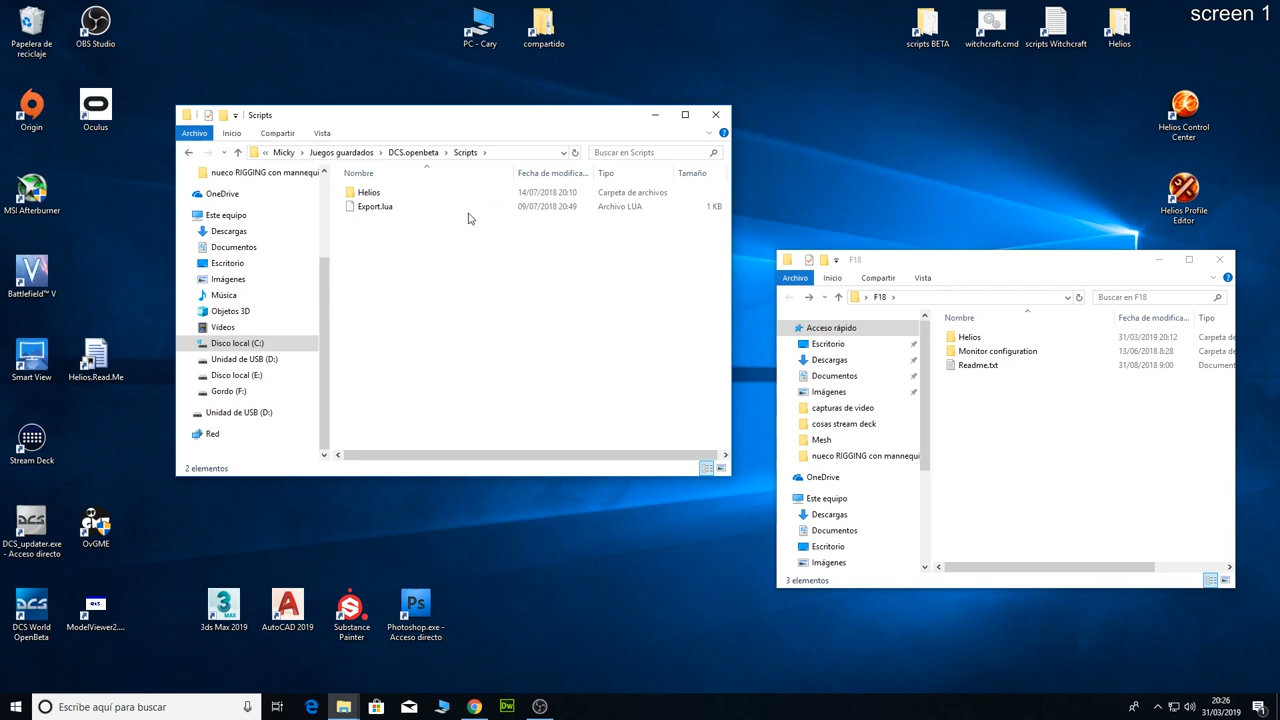 screen 1
Papelera de
reciclaje
OBS Studio
PC - Cary
compartido
scripts BETA
witchcraft.cmd
scripts Witchcraft
Helios
Origin
Oculus
Helios Control
Center
MSI Afterburner
Helios Profile
Editor
Battlefield™ V
Smart View
Helios.Read.Me
Stream Deck
DCS_updater.exe
- Acceso directo
OvGME
DCS World
OpenBeta
ModelViewer2....
3ds Max 2019
AutoCAD 2019
Substance
Painter
Photoshop.exe -
Acceso directo
Scripts
Archivo Inicio Compartir Vista
« Micky › Juegos guardados › DCS.openbeta › Scripts ›
Buscar en Scripts
nueco RIGGING con mannequi
OneDrive
Este equipo
Descargas
Documentos
Escritorio
Imágenes
Música
Objetos 3D
Vídeos
Disco local (C:)
Unidad de USB (D:)
Disco local (E:)
Gordo (F:)
Unidad de USB (D:)
Red
Nombre Fecha de modifica... Tipo Tamaño
Helios 14/07/2018 20:10 Carpeta de archivos
Export.lua 09/07/2018 20:49 Archivo LUA 1 KB
2 elementos
F18
Archivo Inicio Compartir Vista
› F18 ›
Buscar en F18
Acceso rápido
Escritorio
Descargas
Documentos
Imágenes
capturas de video
cosas stream deck
Mesh
nueco RIGGING con mannequi
OneDrive
Este equipo
Descargas
Documentos
Escritorio
Imágenes
Nombre Fecha de modifica... Tipo
Helios 31/03/2019 20:12 Carpeta de
Monitor configuration 13/06/2018 8:28 Carpeta de
Readme.txt 31/08/2018 9:00 Document
3 elementos
Escribe aquí para buscar
Dw
20:26
31/03/2019
1